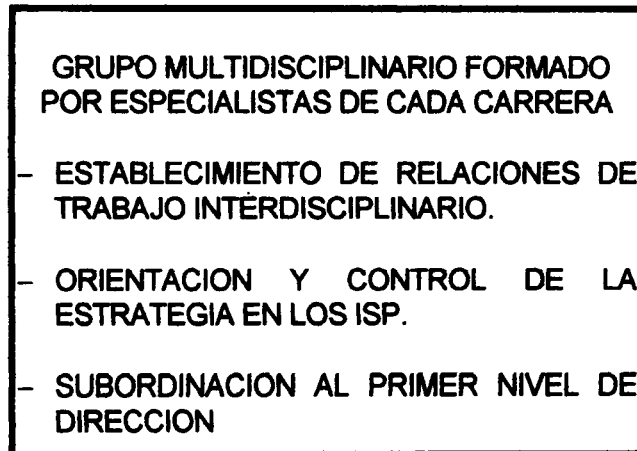 GRUPO MULTIDISCIPLINARIO FORMADO
POR ESPECIALISTAS DE CADA CARRERA
– ESTABLECIMIENTO DE RELACIONES DE
TRABAJO INTERDISCIPLINARIO.
– ORIENTACION Y CONTROL DE LA
ESTRATEGIA EN LOS ISP.
– SUBORDINACION AL PRIMER NIVEL DE
DIRECCION